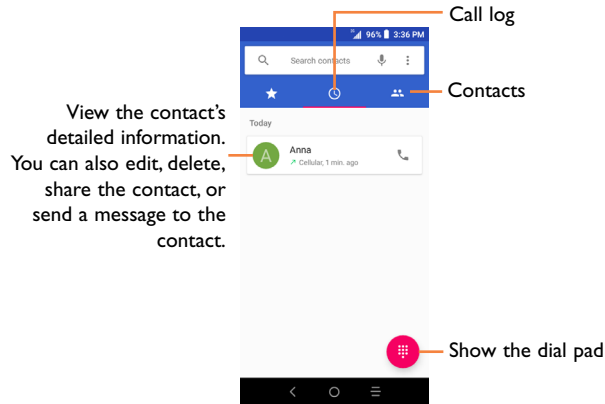 Call log
96% 3:36 PM
Search contacts
Contacts
Today
View the contact's
detailed information.
You can also edit, delete,
share the contact, or
send a message to the
contact.
A
Anna
Cellular, 1 min. ago
Show the dial pad